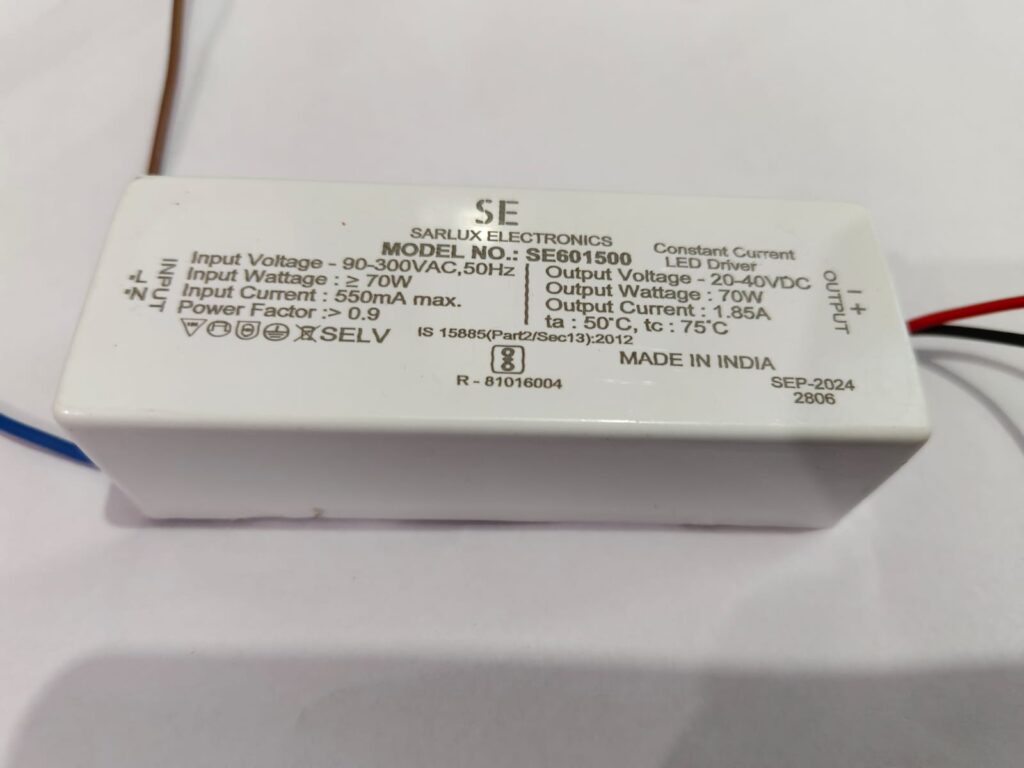 SE
SARLUX ELECTRONICS
MODEL NO.: SE601500
Constant Current
LED Driver
INPUT
~N ~L
Input Voltage - 90-300VAC,50Hz
Input Wattage : ≥ 70W
Input Current : 550mA max.
Power Factor :> 0.9
SELV
Output Voltage - 20-40VDC
Output Wattage : 70W
Output Current : 1.85A
ta : 50°C, tc : 75°C
IS 15885(Part2/Sec13):2012
R - 81016004
MADE IN INDIA
SEP-2024
2806
OUTPUT
- +